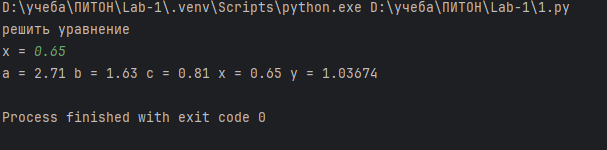 D:\учеба\ПИТОН\Lab-1\.venv\Scripts\python.exe D:\учеба\ПИТОН\Lab-1\1.py
решить уравнение
x = 0.65
a = 2.71 b = 1.63 c = 0.81 x = 0.65 y = 1.03674
Process finished with exit code 0